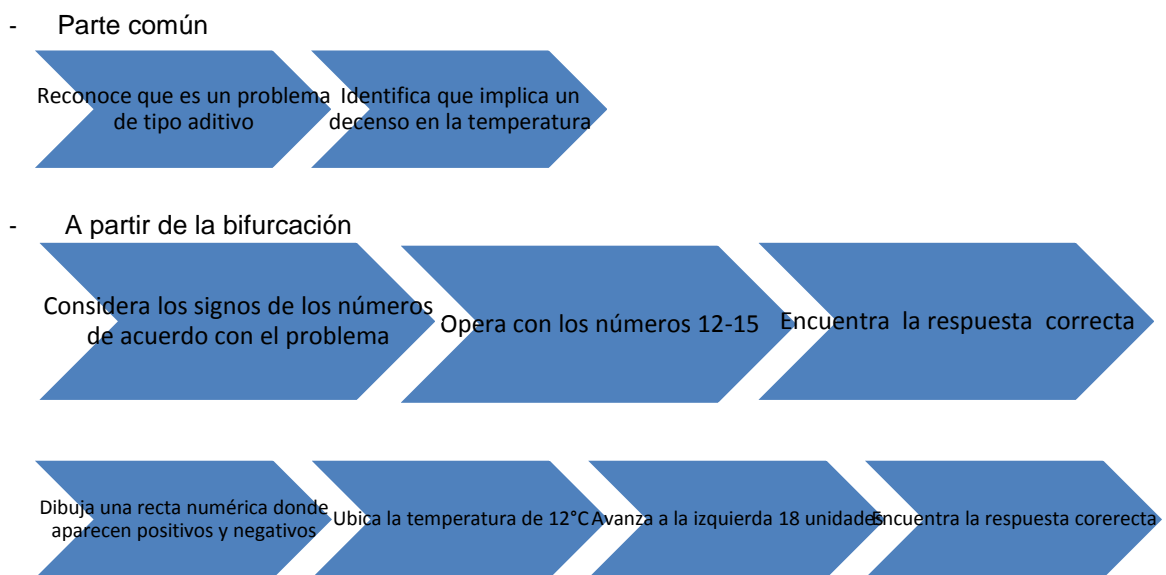 - Parte común
Reconoce que es un problema
de tipo aditivo
Identifica que implica un
decenso en la temperatura
- A partir de la bifurcación
Considera los signos de los números
de acuerdo con el problema
Opera con los números 12-15
Encuentra la respuesta correcta
Dibuja una recta numérica donde
aparecen positivos y negativos
Ubica la temperatura de 12°C
Avanza a la izquierda 18 unidades
Encuentra la respuesta corerecta